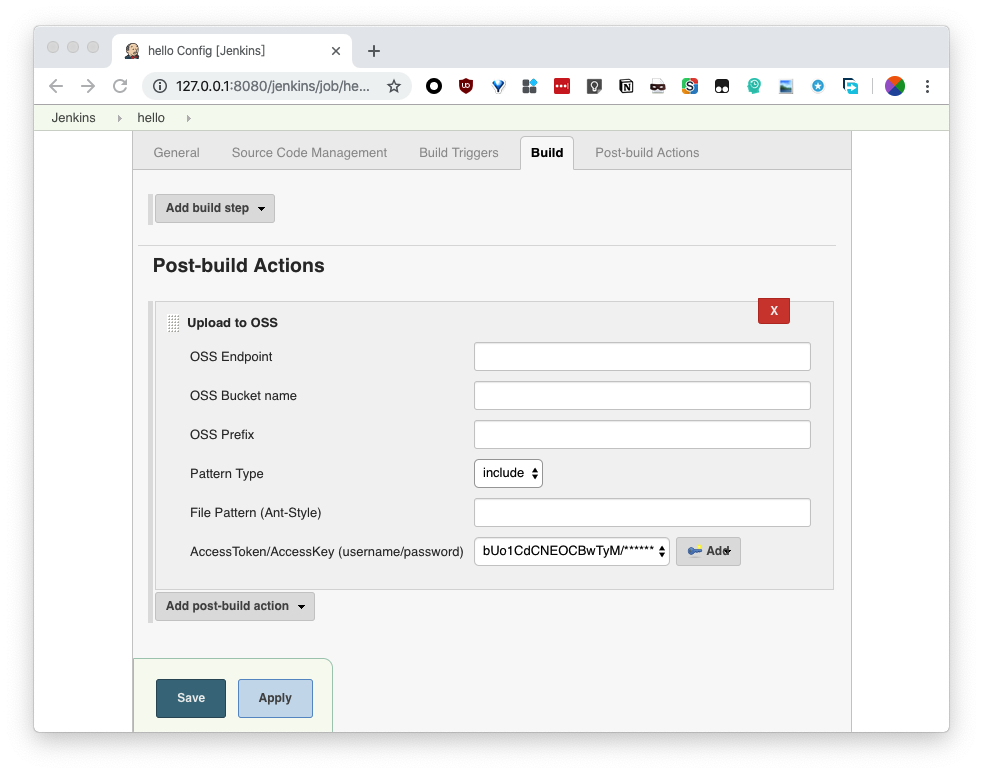 hello Config [Jenkins]
127.0.0.1:8080/jenkins/job/he...
Jenkins hello
General Source Code Management Build Triggers Build Post-build Actions
Add build step
Post-build Actions
X
Upload to OSS
OSS Endpoint
OSS Bucket name
OSS Prefix
Pattern Type include
File Pattern (Ant-Style)
AccessToken/AccessKey (username/password) bUo1CdCNEOCBwTyM/****** Add
Add post-build action
Save Apply